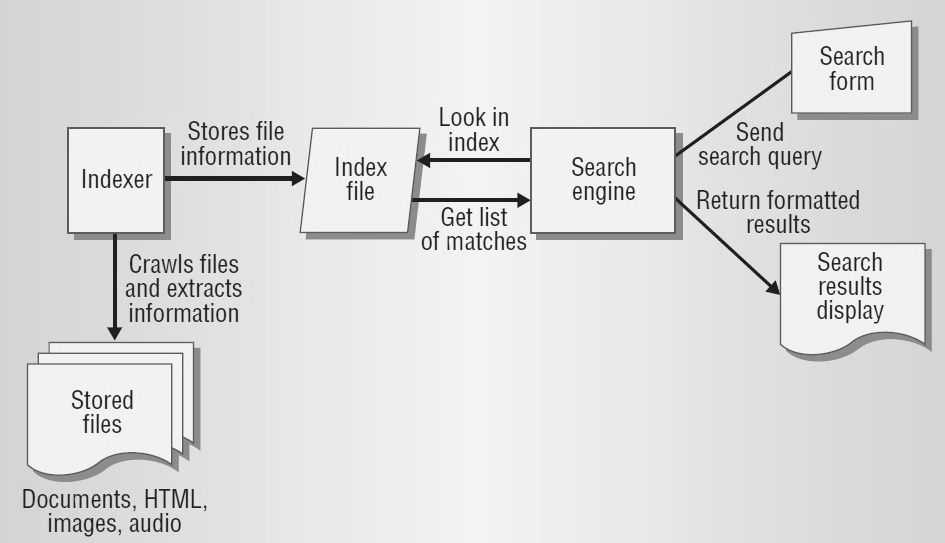 Indexer
Stores file
information
Index
file
Look in
index
Get list
of matches
Search
engine
Search
form
Send
search query
Return formatted
results
Search
results
display
Crawls files
and extracts
information
Stored
files
Documents, HTML,
images, audio